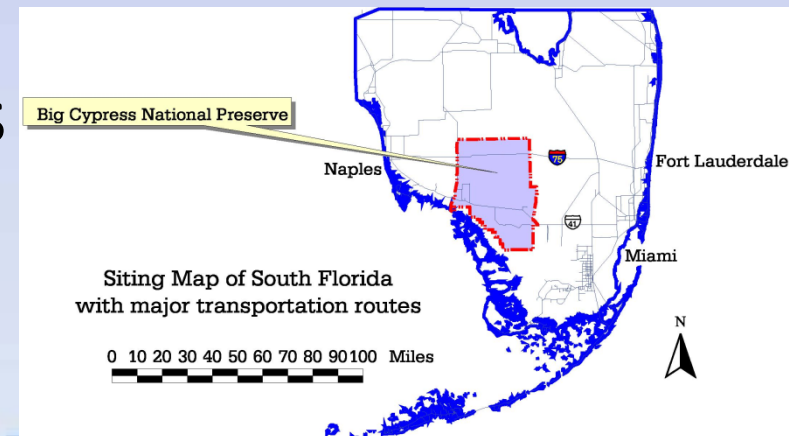 s
Big Cypress National Preserve
75
Naples
Fort Lauderdale
41
Miami
Siting Map of South Florida
with major transportation routes
N
0 10 20 30 40 50 60 70 80 90 100 Miles